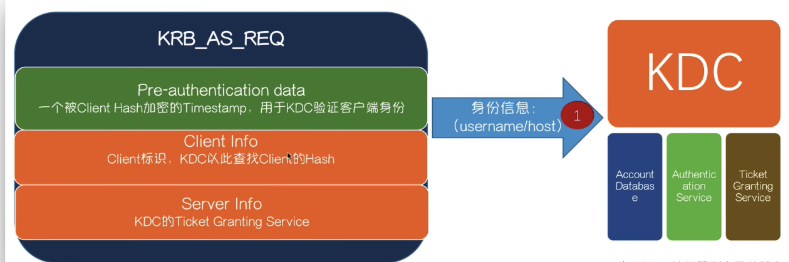 KRB_AS_REQ
Pre-authentication data
一个被Client Hash加密的Timestamp，用于KDC验证客户端身份
Client Info
Client标识，KDC以此查找Client的Hash
Server Info
KDC的Ticket Granting Service
身份信息：
（username/host）
1
KDC
Account
Databas
e
Authentic
ation
Service
Ticket
Granting
Service